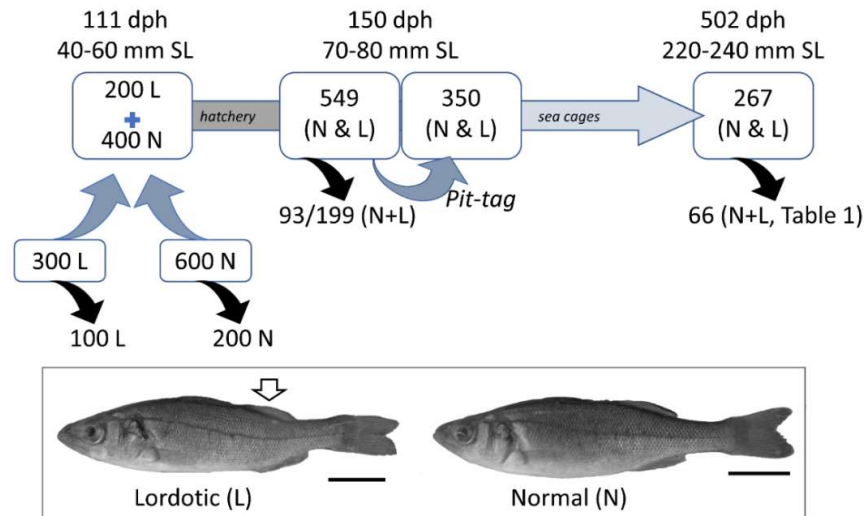 111 dph
40-60 mm SL
150 dph
70-80 mm SL
502 dph
220-240 mm SL
200 L
+
400 N
hatchery
549
(N & L)
350
(N & L)
sea cages
267
(N & L)
Pit-tag
93/199 (N+L)
66 (N+L, Table 1)
300 L
600 N
100 L
200 N
Lordotic (L)
Normal (N)